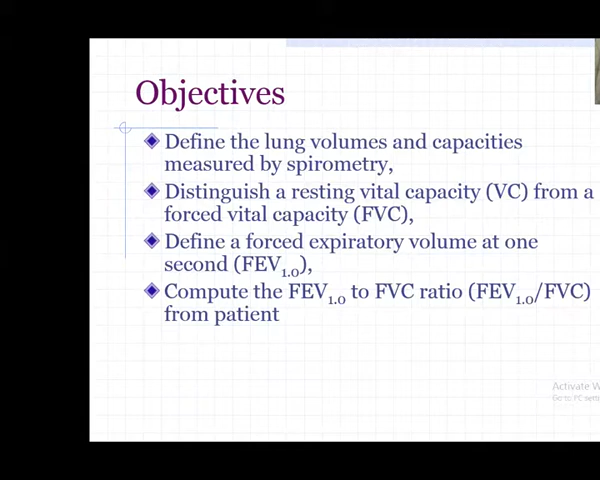 Objectives
Define the lung volumes and capacities
measured by spirometry,
Distinguish a resting vital capacity (VC) from a
forced vital capacity (FVC),
Define a forced expiratory volume at one
second (FEV1.0),
Compute the FEV1.0 to FVC ratio (FEV1.0/FVC)
from patient
Activate W
Go to PC setti